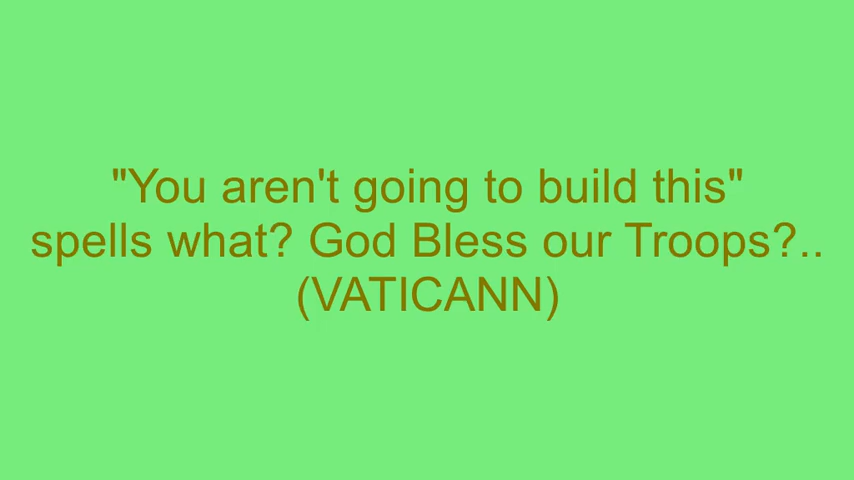 "You aren't going to build this"
spells what? God Bless our Troops?..
(VATICANN)